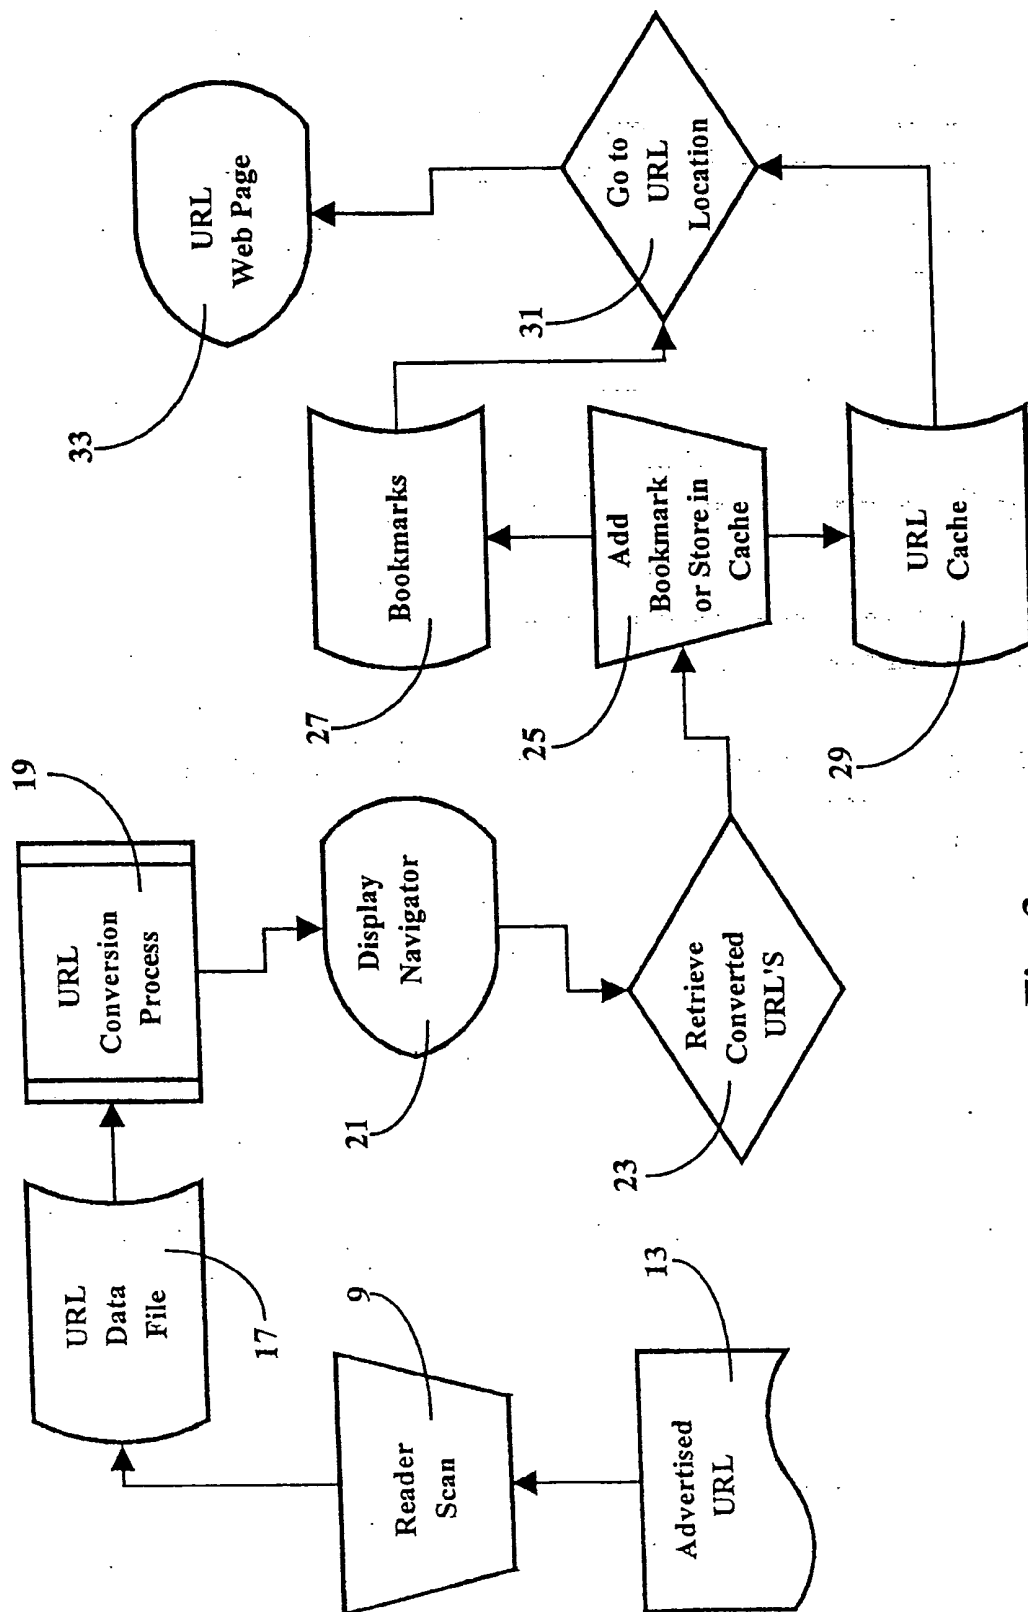 URL
Web Page
33
Go to
URL
Location
31
Bookmarks
27
Add
Bookmark
or Store in
Cache
25
URL
Cache
29
URL
Conversion
Process
19
Display
Navigator
21
Retrieve
Converted
URL'S
23
URL
Data
File
17
Reader
Scan
9
Advertised
URL
13